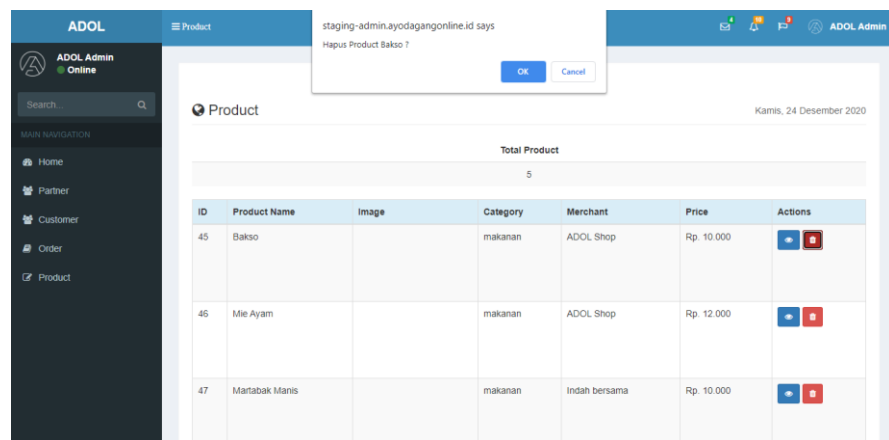 ADOL
Product
staging-admin.ayodagangonline.id says
Hapus Product Bakso ?
OK Cancel
ADOL Admin
ADOL Admin
Online
Search...
MAIN NAVIGATION
Home
Partner
Customer
Order
Product
Product
Kamis, 24 Desember 2020
Total Product
5
ID Product Name Image Category Merchant Price Actions
45 Bakso makanan ADOL Shop Rp. 10.000
46 Mie Ayam makanan ADOL Shop Rp. 12.000
47 Martabak Manis makanan Indah bersama Rp. 10.000